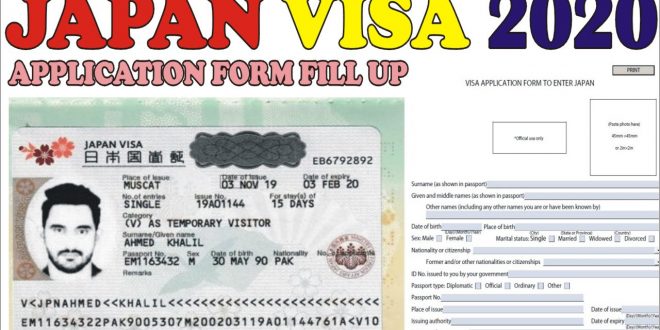 JAPAN VISA 2020
APPLICATION FORM FILL UP
PRINT
VISA APPLICATION FORM TO ENTER JAPAN
JAPAN VISA
日本国査証
EB6792892
Place of issue Date of issue Date of expiry
MUSCAT 03 NOV 19 03 FEB 20
No.of entries For stay(s) of
SINGLE 19A01144 15 DAYS
Category
(V) AS TEMPORARY VISITOR
Surname/Given name
AHMED KHALIL
Passport No. Sex Date of birth Nationality
EM1163432 M 30 MAY 90 PAK
Remarks
V<JPNAHMED<<KHALIL<<<<<<<<<<<<<<
EM11634322PAK9005307M200203119A01144761A<V10
*Official use only
(Paste photo here)
45mm×45mm
or 2in×2in
Surname (as shown in passport)
Given and middle names (as shown in passport)
Other names (including any other names you are or have been known by)
Date of birth Place of birth
(Day)/(Month)/(Year) (City) (State or Province) (Country)
Sex: Male Female Marital status: Single Married Widowed Divorced
Nationality or citizenship
Former and/or other nationalities or citizenships
ID No. issued to you by your government
Passport type: Diplomatic Official Ordinary Other
Passport No.
Place of issue Date of issue
(Day)/(Month)/(Year)
Issuing authority Date of expiry
(Day)/(Month)/(Year)